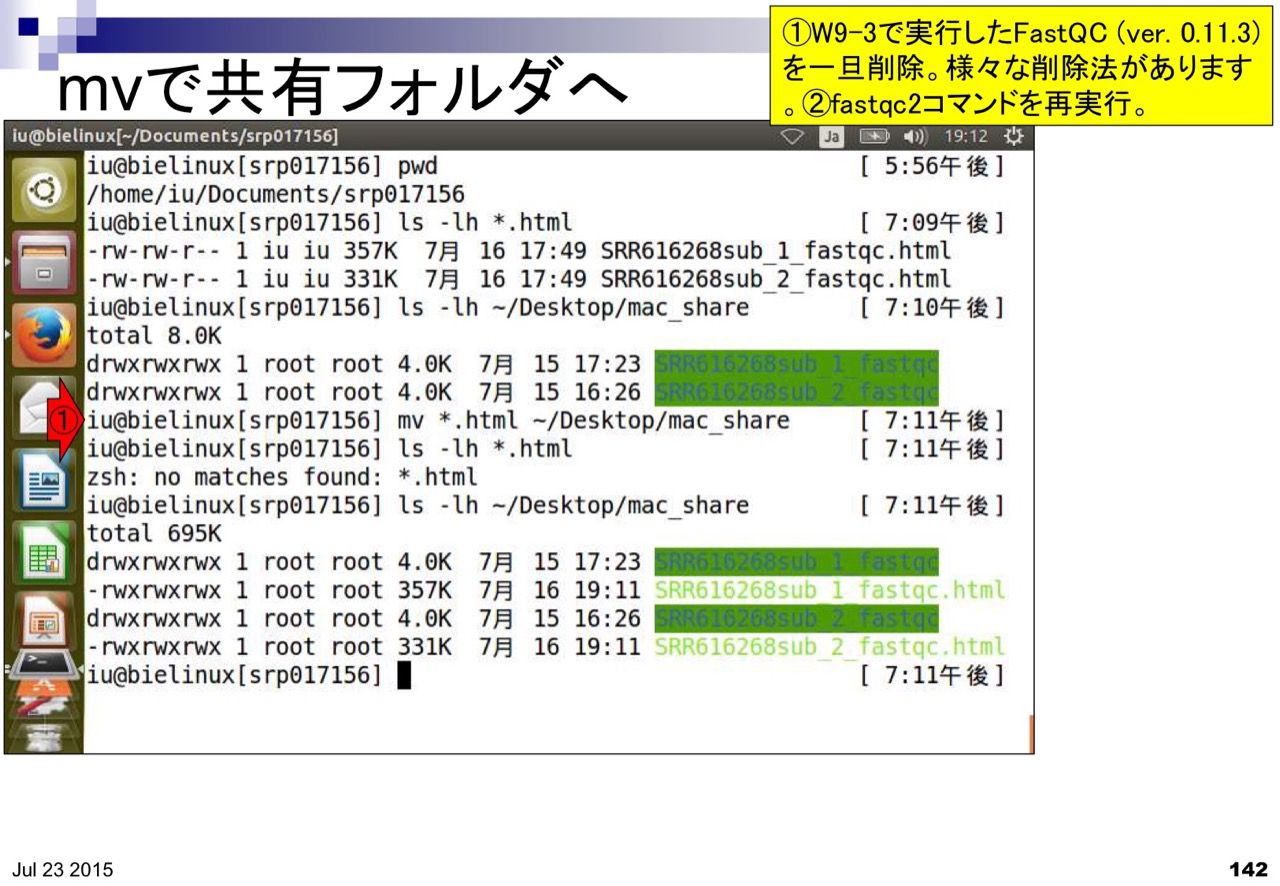 ①W9-3で実行したFastQC (ver. 0.11.3)
を一旦削除。様々な削除法があります
。②fastqc2コマンドを再実行。
mvで共有フォルダへ
iu@bielinux[~/Documents/srp017156] Ja 19:12
iu@bielinux[srp017156] pwd [ 5:56午後]
/home/iu/Documents/srp017156
iu@bielinux[srp017156] ls -lh *.html [ 7:09午後]
-rw-rw-r-- 1 iu iu 357K 7月 16 17:49 SRR616268sub_1_fastqc.html
-rw-rw-r-- 1 iu iu 331K 7月 16 17:49 SRR616268sub_2_fastqc.html
iu@bielinux[srp017156] ls -lh ~/Desktop/mac_share [ 7:10午後]
total 8.0K
drwxrwxrwx 1 root root 4.0K 7月 15 17:23 SRR616268sub_1_fastqc
drwxrwxrwx 1 root root 4.0K 7月 15 16:26 SRR616268sub_2_fastqc
①iu@bielinux[srp017156] mv *.html ~/Desktop/mac_share [ 7:11午後]
iu@bielinux[srp017156] ls -lh *.html [ 7:11午後]
zsh: no matches found: *.html
iu@bielinux[srp017156] ls -lh ~/Desktop/mac_share [ 7:11午後]
total 695K
drwxrwxrwx 1 root root 4.0K 7月 15 17:23 SRR616268sub_1_fastqc
-rwxrwxrwx 1 root root 357K 7月 16 19:11 SRR616268sub_1_fastqc.html
drwxrwxrwx 1 root root 4.0K 7月 15 16:26 SRR616268sub_2_fastqc
-rwxrwxrwx 1 root root 331K 7月 16 19:11 SRR616268sub_2_fastqc.html
iu@bielinux[srp017156] [ 7:11午後]
Jul 23 2015
142